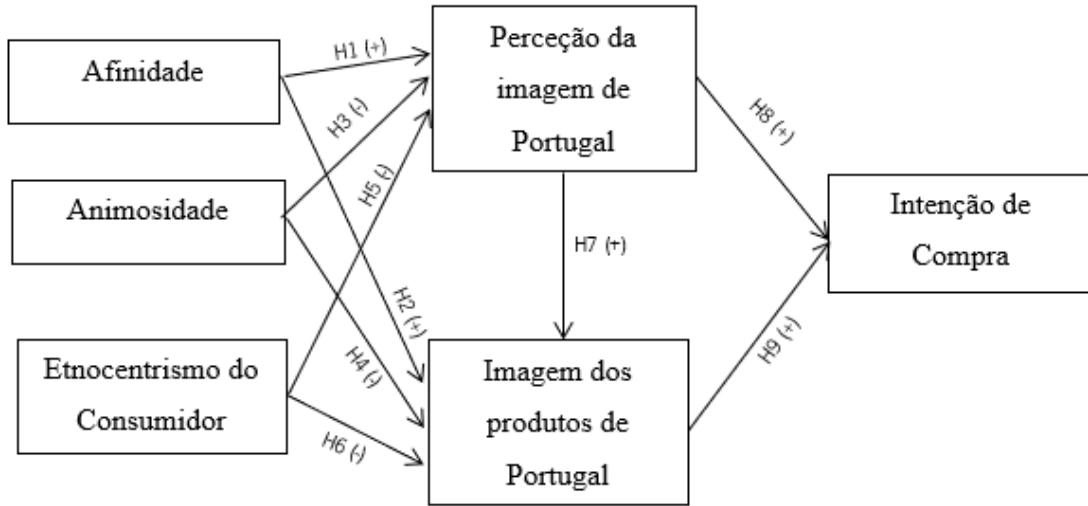 Afinidade
Animosidade
Etnocentrismo do
Consumidor
H1 (+)
H3 (-)
H5 (-)
H2 (+)
H4 (-)
H6 (-)
Perceção da
imagem de
Portugal
H7 (+)
Imagem dos
produtos de
Portugal
H8 (+)
H9 (+)
Intenção de
Compra